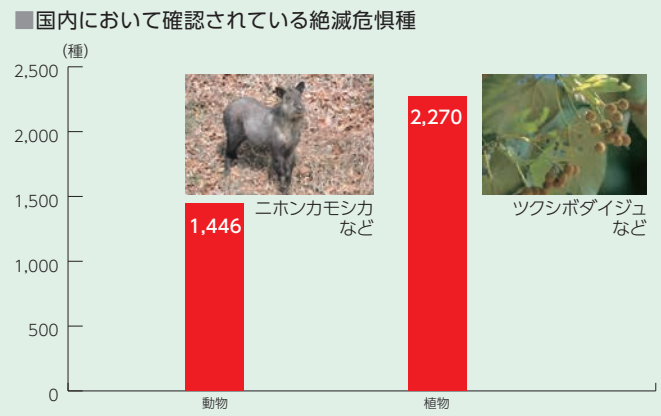 ■国内において確認されている絶滅危惧種
（種）
2,500
2,000
1,500
1,000
500
0
1,446
ニホンカモシカ
など
2,270
ツクシボダイジュ
など
動物
植物